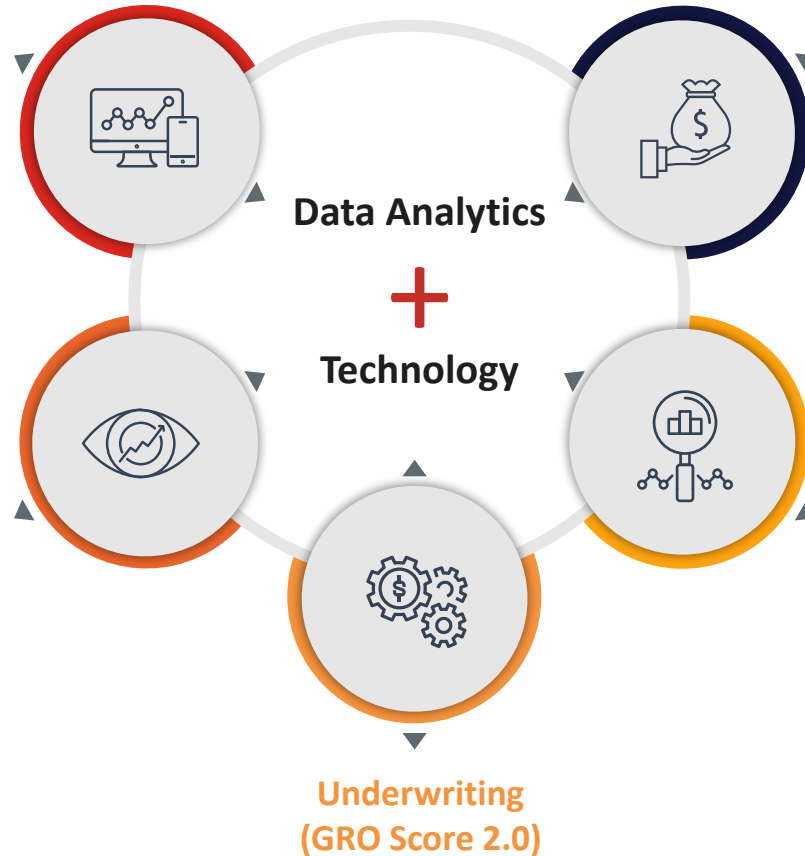 Data Analytics
+
Technology
Underwriting
(GRO Score 2.0)